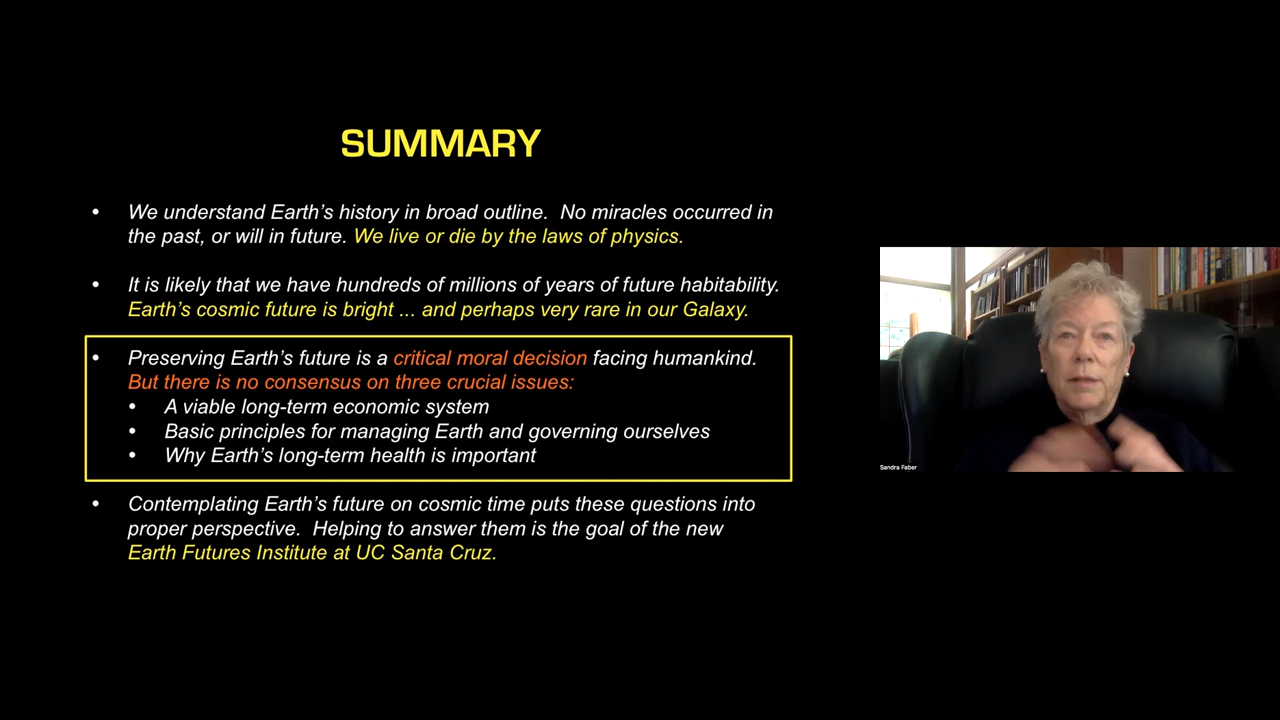 SUMMARY
• We understand Earth's history in broad outline.  No miracles occurred in
the past, or will in future. We live or die by the laws of physics.
• It is likely that we have hundreds of millions of years of future habitability.
Earth's cosmic future is bright ... and perhaps very rare in our Galaxy.
• Preserving Earth's future is a critical moral decision facing humankind.
But there is no consensus on three crucial issues:
• A viable long-term economic system
• Basic principles for managing Earth and governing ourselves
• Why Earth's long-term health is important
• Contemplating Earth's future on cosmic time puts these questions into
proper perspective.  Helping to answer them is the goal of the new
Earth Futures Institute at UC Santa Cruz.
Sandra Faber